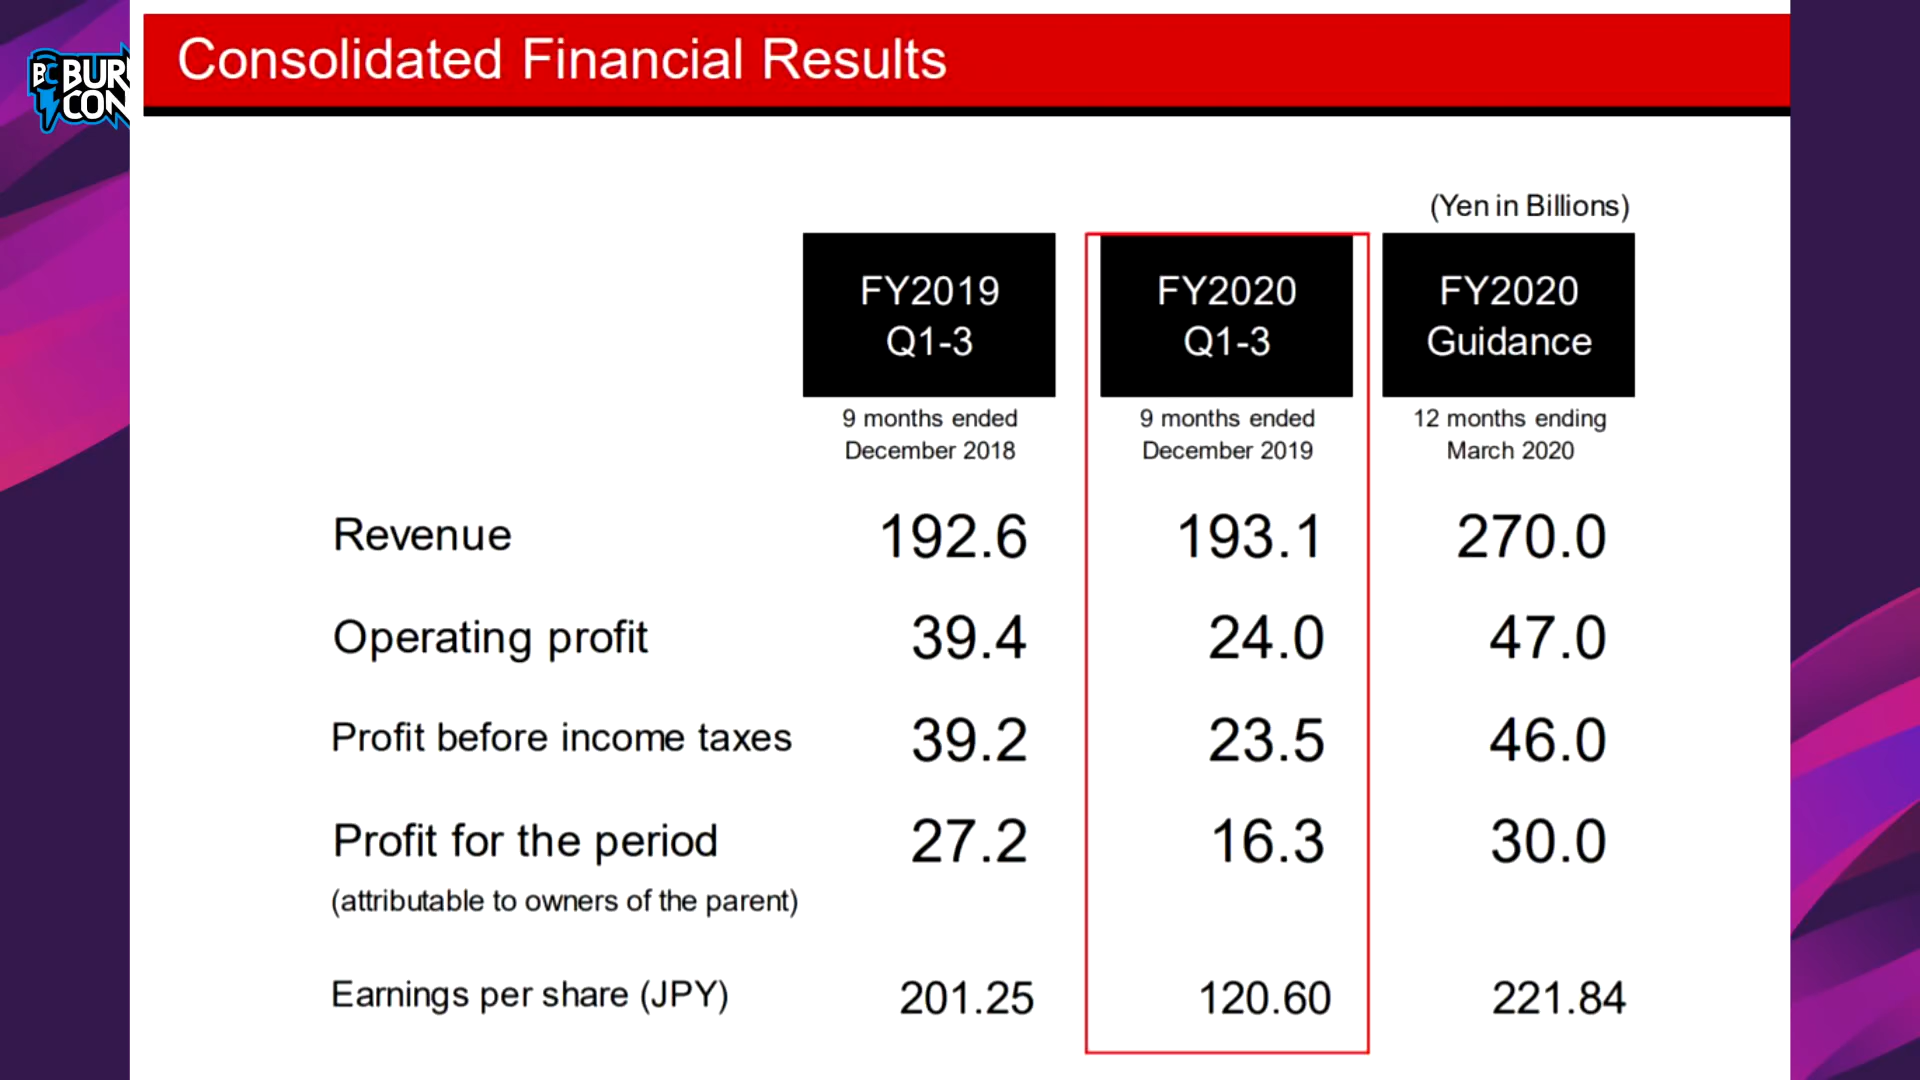 BC BUR
CON
Consolidated Financial Results
(Yen in Billions)
FY2019 FY2020 FY2020
Q1-3 Q1-3 Guidance
9 months ended 9 months ended 12 months ending
December 2018 December 2019 March 2020
Revenue 192.6 193.1 270.0
Operating profit 39.4 24.0 47.0
Profit before income taxes 39.2 23.5 46.0
Profit for the period 27.2 16.3 30.0
(attributable to owners of the parent)
Earnings per share (JPY) 201.25 120.60 221.84